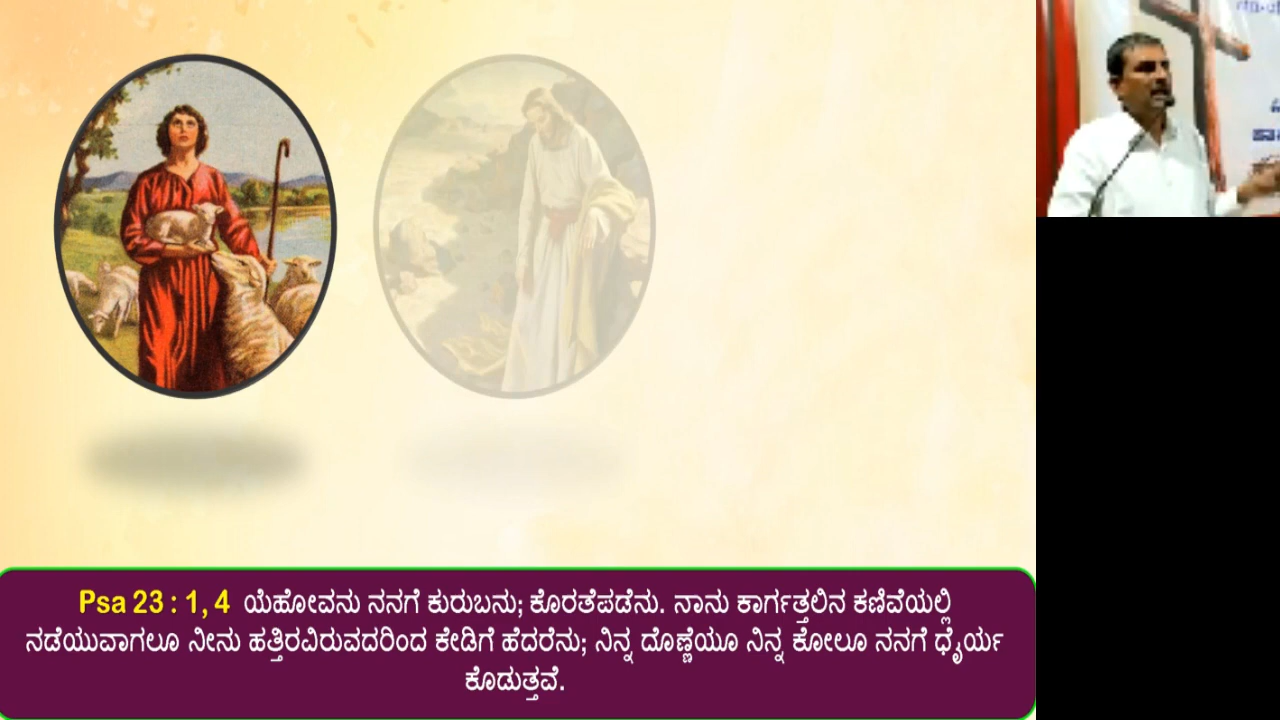 Psa 23 : 1, 4 ಯೆಹೋವನು ನನಗೆ ಕುರುಬನು; ಕೊರತೆಪಡೆನು. ನಾನು ಕಾರ್ಗತ್ತಲಿನ ಕಣಿವೆಯಲ್ಲಿ
ನಡೆಯುವಾಗಲೂ ನೀನು ಹತ್ತಿರವಿರುವದರಿಂದ ಕೇಡಿಗೆ ಹೆದರೆನು; ನಿನ್ನ ದೊಣ್ಣೆಯೂ ನಿನ್ನ ಕೋಲೂ ನನಗೆ ಧೈರ್ಯ
ಕೊಡುತ್ತವೆ.